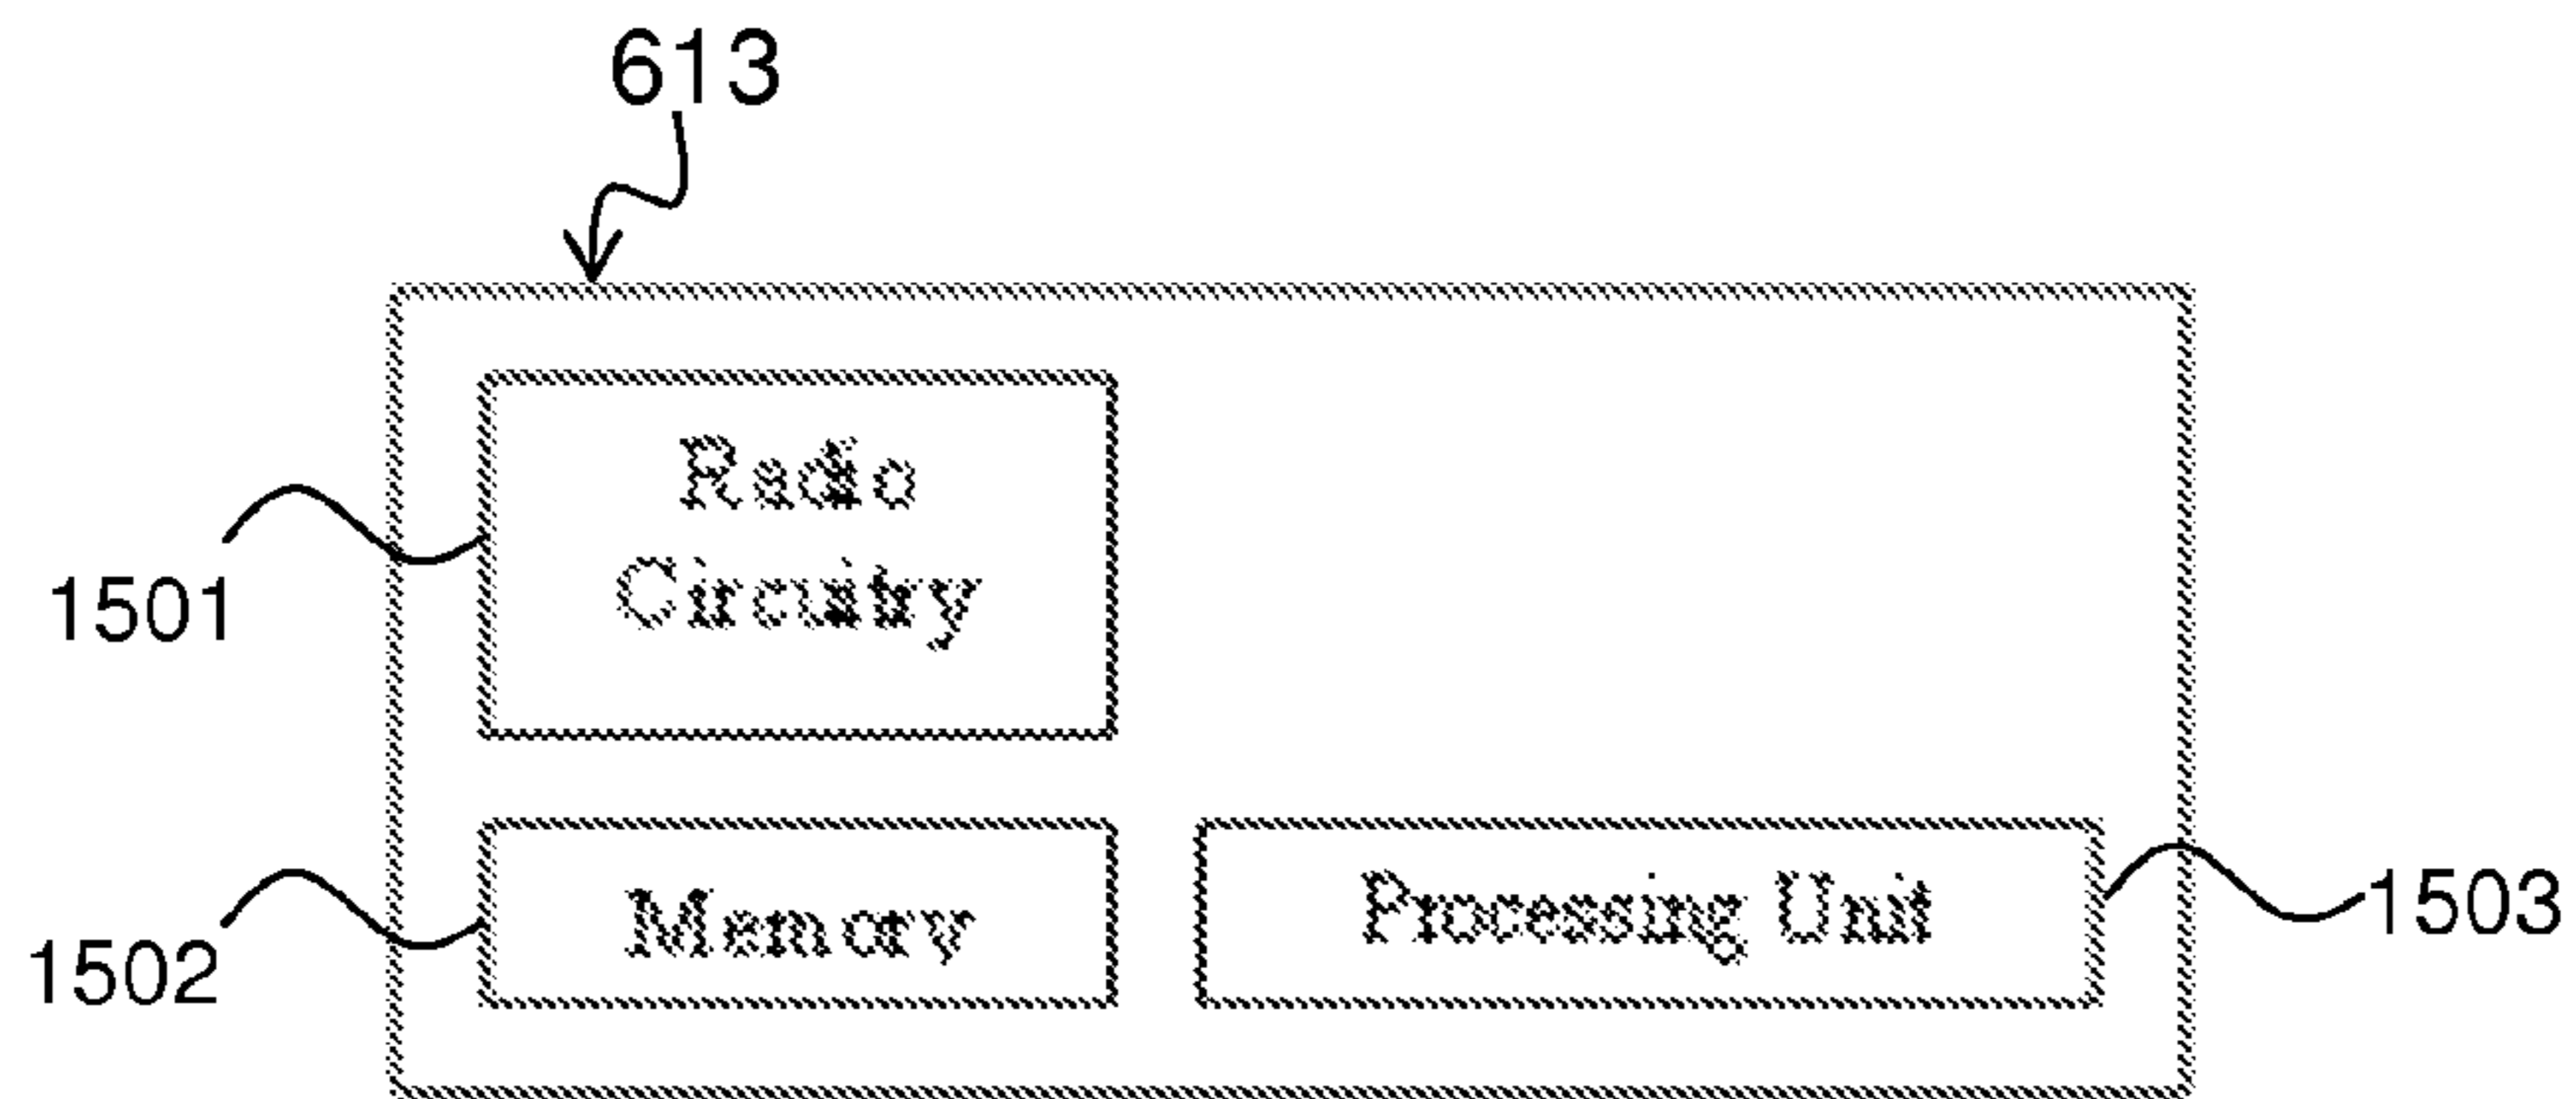 613
Radio
Circuitry
1501
Memory
Processing Unit
1502
1503